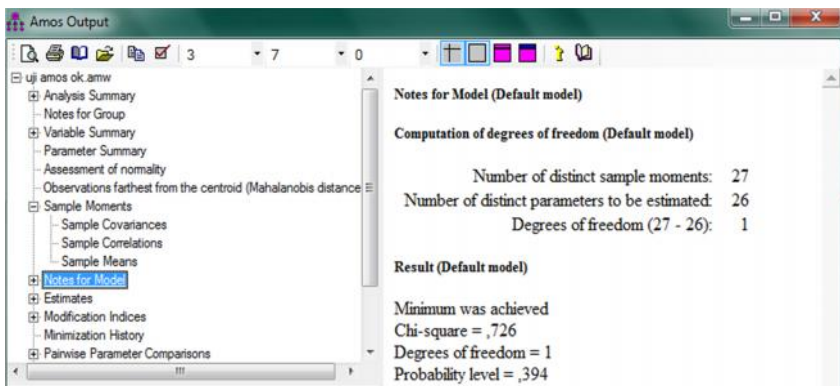 Amos Output
3 7 0
uji amos ok.amw
Analysis Summary
Notes for Group
Variable Summary
Parameter Summary
Assessment of normality
Observations farthest from the centroid (Mahalanobis distance
Sample Moments
Sample Covariances
Sample Correlations
Sample Means
Notes for Model
Estimates
Modification Indices
Minimization History
Pairwise Parameter Comparisons
Notes for Model (Default model)
Computation of degrees of freedom (Default model)
Number of distinct sample moments: 27
Number of distinct parameters to be estimated: 26
Degrees of freedom (27 - 26): 1
Result (Default model)
Minimum was achieved
Chi-square = ,726
Degrees of freedom = 1
Probability level = ,394